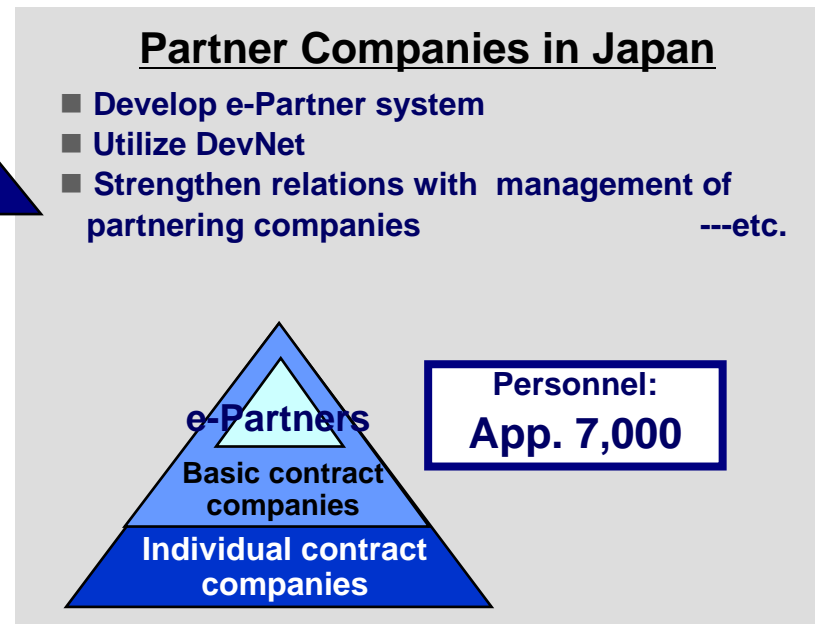 Partner Companies in Japan
■ Develop e-Partner system
■ Utilize DevNet
■ Strengthen relations with management of
partnering companies ---etc.
e-Partners
Basic contract
companies
Individual contract
companies
Personnel:
App. 7,000